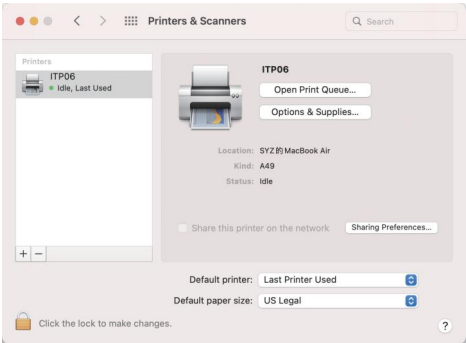 Printers & Scanners
Search
Printers
ITP06
Idle, Last Used
ITP06
Open Print Queue...
Options & Supplies...
Location: SYZ的MacBook Air
Kind: A49
Status: Idle
Share this printer on the network
Sharing Preferences...
+ −
Default printer: Last Printer Used
Default paper size: US Legal
Click the lock to make changes.
?